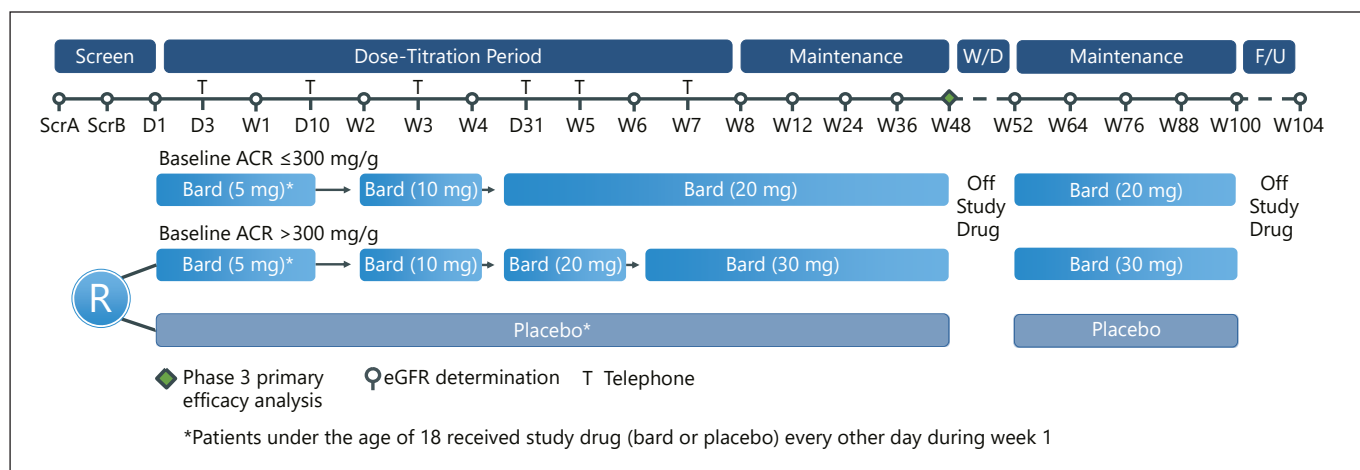 Screen Dose-Titration Period Maintenance W/D Maintenance F/U
T T T T T T
ScrA ScrB D1 D3 W1 D10 W2 W3 W4 D31 W5 W6 W7 W8 W12 W24 W36 W48 W52 W64 W76 W88 W100 W104
Baseline ACR ≤300 mg/g
Bard (5 mg)* Bard (10 mg) Bard (20 mg) Off Study Drug Bard (20 mg) Off Study Drug
Baseline ACR >300 mg/g
R
Bard (5 mg)* Bard (10 mg) Bard (20 mg) Bard (30 mg) Bard (30 mg)
Placebo* Placebo
Phase 3 primary efficacy analysis
eGFR determination
T Telephone
*Patients under the age of 18 received study drug (bard or placebo) every other day during week 1